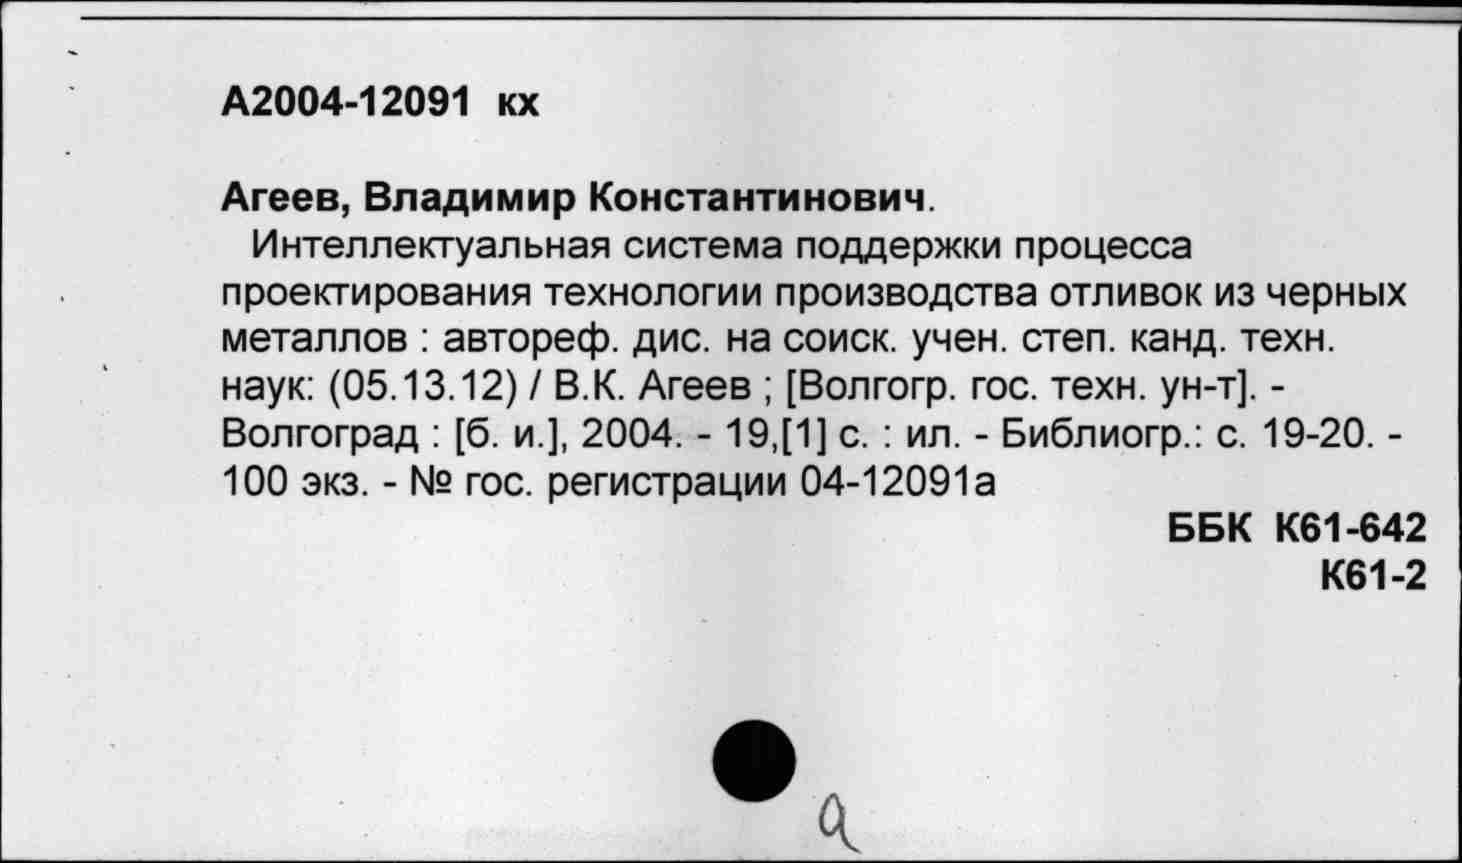 А2004-12091 кх
Агеев, Владимир Константинович.
Интеллектуальная система поддержки процесса
проектирования технологии производства отливок из черных
металлов : автореф. дис. на соиск. учен. степ. канд. техн.
наук: (05.13.12) / В.К. Агеев ; [Волгогр. гос. техн. ун-т]. -
Волгоград : [б. и.], 2004. - 19,[1] с. : ил. - Библиогр.: с. 19-20. -
100 экз. - № гос. регистрации 04-12091а
ББК К61-642
К61-2
а